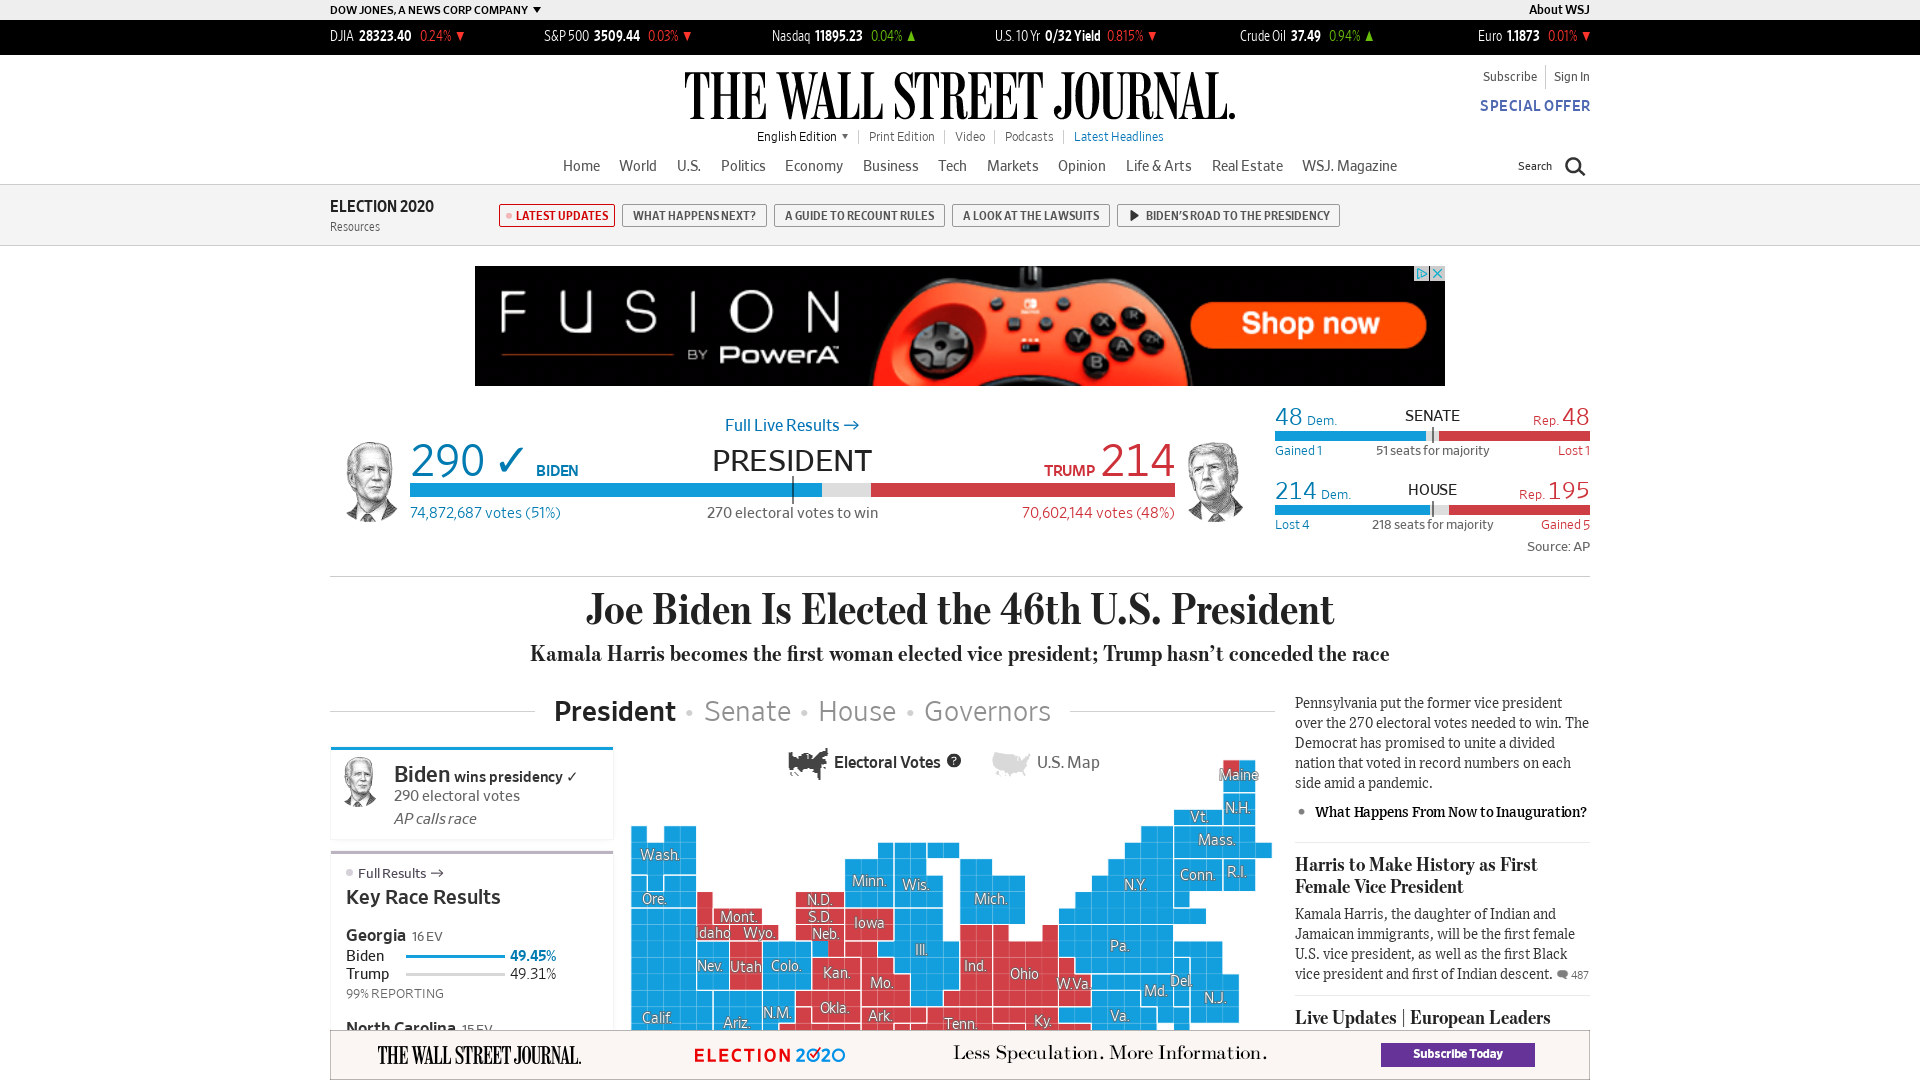 DOW JONES, A NEWS CORP COMPANY
About WSJ
DJIA 28323.40 0.24% ▼
S&P 500 3509.44 0.03% ▼
Nasdaq 11895.23 0.04% ▲
U.S. 10 Yr 0/32 Yield 0.815% ▼
Crude Oil 37.49 0.94% ▲
Euro 1.1873 0.01% ▼
THE WALL STREET JOURNAL.
Subscribe
Sign In
SPECIAL OFFER
English Edition
Print Edition
Video
Podcasts
Latest Headlines
Home World U.S. Politics Economy Business Tech Markets Opinion Life & Arts Real Estate WSJ. Magazine
Search
ELECTION 2020
Resources
LATEST UPDATES
WHAT HAPPENS NEXT?
A GUIDE TO RECOUNT RULES
A LOOK AT THE LAWSUITS
BIDEN'S ROAD TO THE PRESIDENCY
FUSION
BY PowerA
X
R
Y
A
ZR
B
Shop now
Full Live Results →
290 ✓ BIDEN
PRESIDENT
TRUMP 214
74,872,687 votes (51%)
270 electoral votes to win
70,602,144 votes (48%)
48 Dem.
SENATE
Rep. 48
Gained 1
51 seats for majority
Lost 1
214 Dem.
HOUSE
Rep. 195
Lost 4
218 seats for majority
Gained 5
Source: AP
Joe Biden Is Elected the 46th U.S. President
Kamala Harris becomes the first woman elected vice president; Trump hasn't conceded the race
President • Senate • House • Governors
Biden wins presidency ✓
290 electoral votes
AP calls race
Full Results →
Key Race Results
Georgia 16 EV
Biden 49.45%
Trump 49.31%
99% REPORTING
North Carolina 15 EV
Electoral Votes ?
U.S. Map
Maine
N.H.
Vt.
Mass.
Wash.
Minn.
Wis.
N.Y.
Conn.
R.I.
Ore.
N.D.
Mich.
Mont.
S.D.
Iowa
Idaho
Wyo.
Neb.
Ill.
Pa.
Nev.
Utah
Colo.
Kan.
Mo.
Ind.
Ohio
W.Va.
Md.
Del.
N.J.
Calif.
Ariz.
N.M.
Okla.
Ark.
Tenn.
Ky.
Va.
Pennsylvania put the former vice president
over the 270 electoral votes needed to win. The
Democrat has promised to unite a divided
nation that voted in record numbers on each
side amid a pandemic.
• What Happens From Now to Inauguration?
Harris to Make History as First
Female Vice President
Kamala Harris, the daughter of Indian and
Jamaican immigrants, will be the first female
U.S. vice president, as well as the first Black
vice president and first of Indian descent. 487
Live Updates | European Leaders
THE WALL STREET JOURNAL.
ELECTION 2020
Less Speculation. More Information.
Subscribe Today